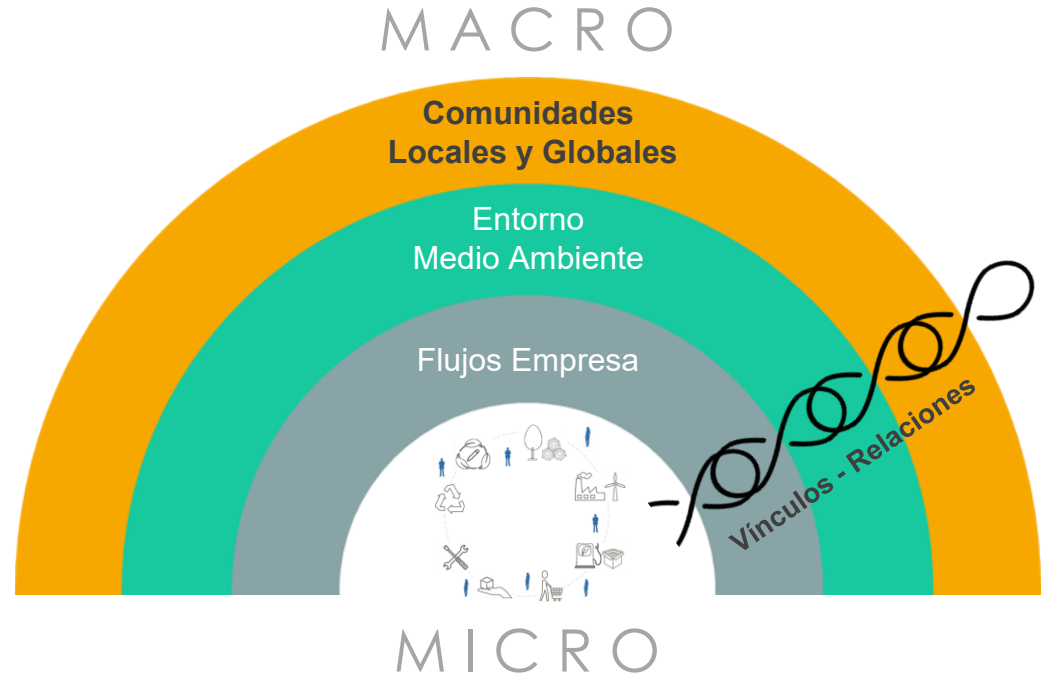 MACRO
Comunidades
Locales y Globales
Entorno
Medio Ambiente
Flujos Empresa
Vínculos - Relaciones
MICRO